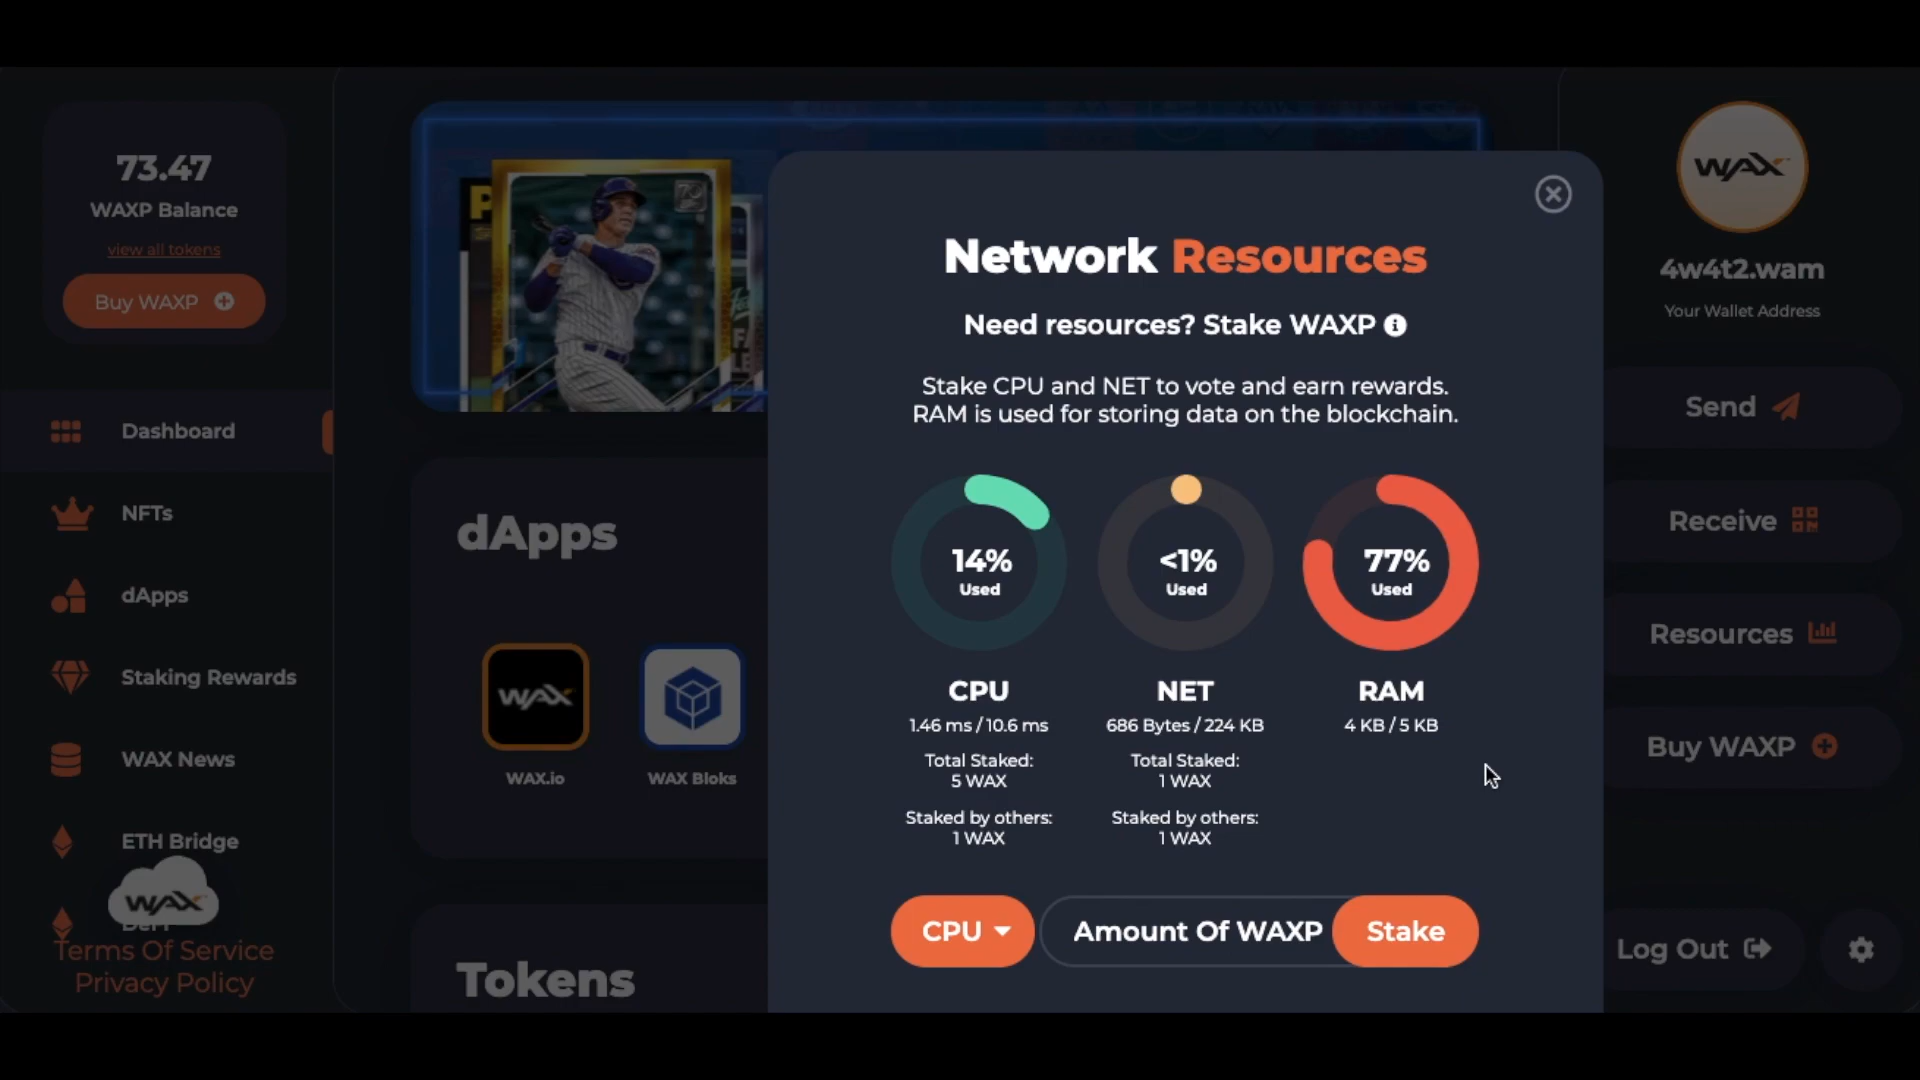 73.47
WAXP Balance
view all tokens
Buy WAXP
Dashboard
NFTs
dApps
Staking Rewards
WAX News
ETH Bridge
WAX
Terms Of Service
Privacy Policy
dApps
WAX
WAX.io
WAX Bloks
Tokens
Network Resources
Need resources? Stake WAXP
Stake CPU and NET to vote and earn rewards.
RAM is used for storing data on the blockchain.
14%
Used
<1%
Used
77%
Used
CPU
1.46 ms / 10.6 ms
Total Staked:
5 WAX
Staked by others:
1 WAX
NET
686 Bytes / 224 KB
Total Staked:
1 WAX
Staked by others:
1 WAX
RAM
4 KB / 5 KB
CPU
Amount Of WAXP
Stake
WAX
4w4t2.wam
Your Wallet Address
Send
Receive
Resources
Buy WAXP
Log Out